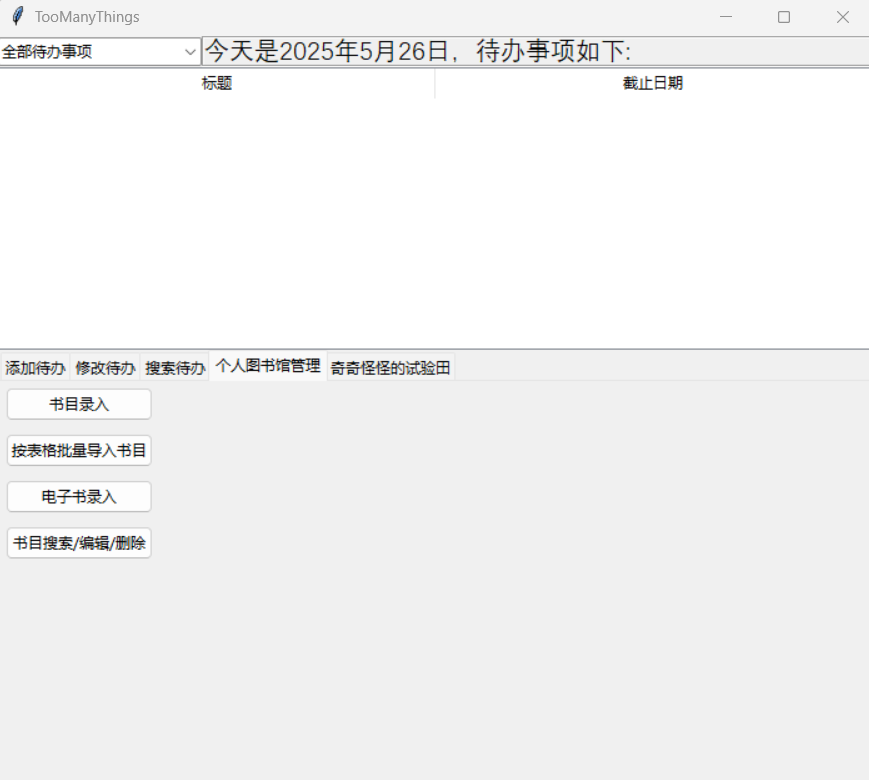 TooManyThings
全部待办事项 今天是2025年5月26日，待办事项如下:
标题 截止日期
添加待办 修改待办 搜索待办 个人图书馆管理 奇奇怪怪的试验田
书目录入
按表格批量导入书目
电子书录入
书目搜索/编辑/删除